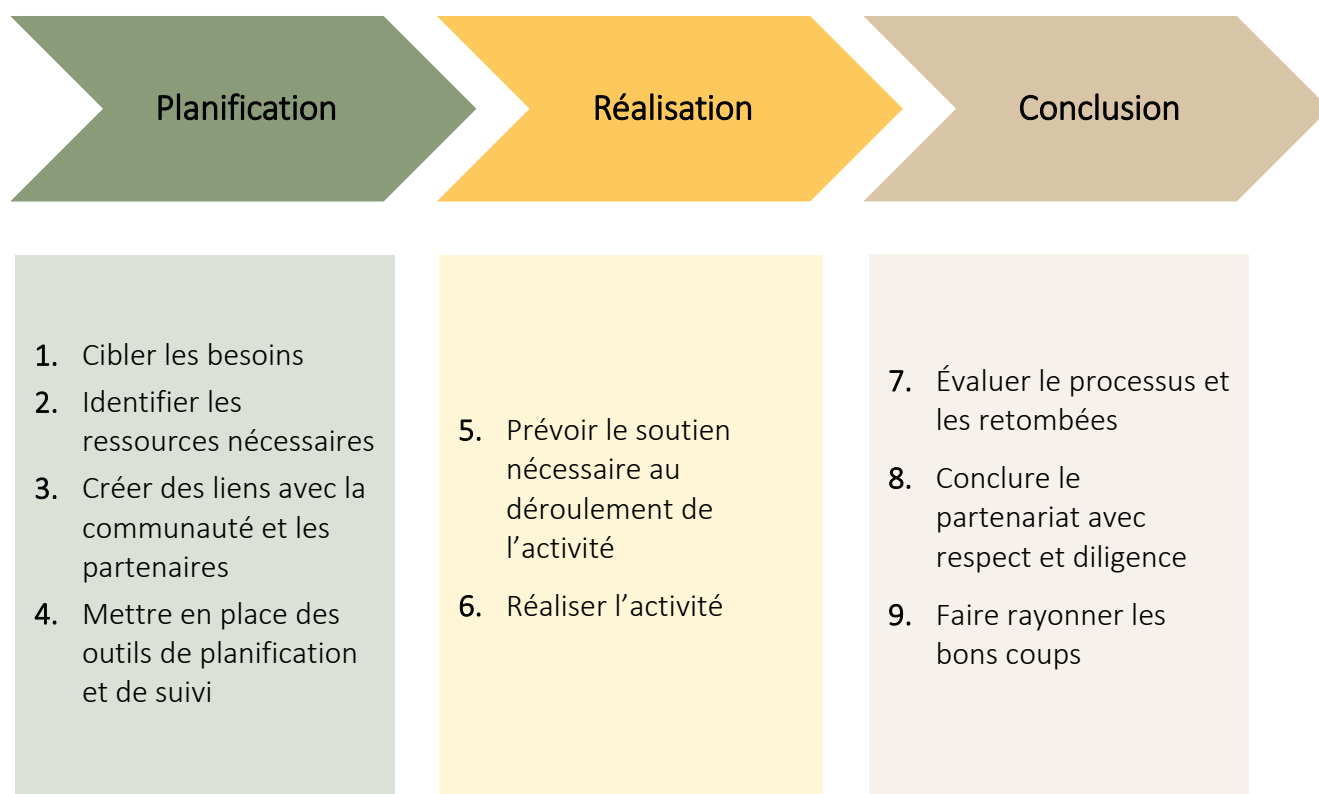 Planification
Réalisation
Conclusion
1. Cibler les besoins
2. Identifier les
ressources nécessaires
3. Créer des liens avec la
communauté et les
partenaires
4. Mettre en place des
outils de planification
et de suivi
5. Prévoir le soutien
nécessaire au
déroulement de
l’activité
6. Réaliser l’activité
7. Évaluer le processus et
les retombées
8. Conclure le
partenariat avec
respect et diligence
9. Faire rayonner les
bons coups